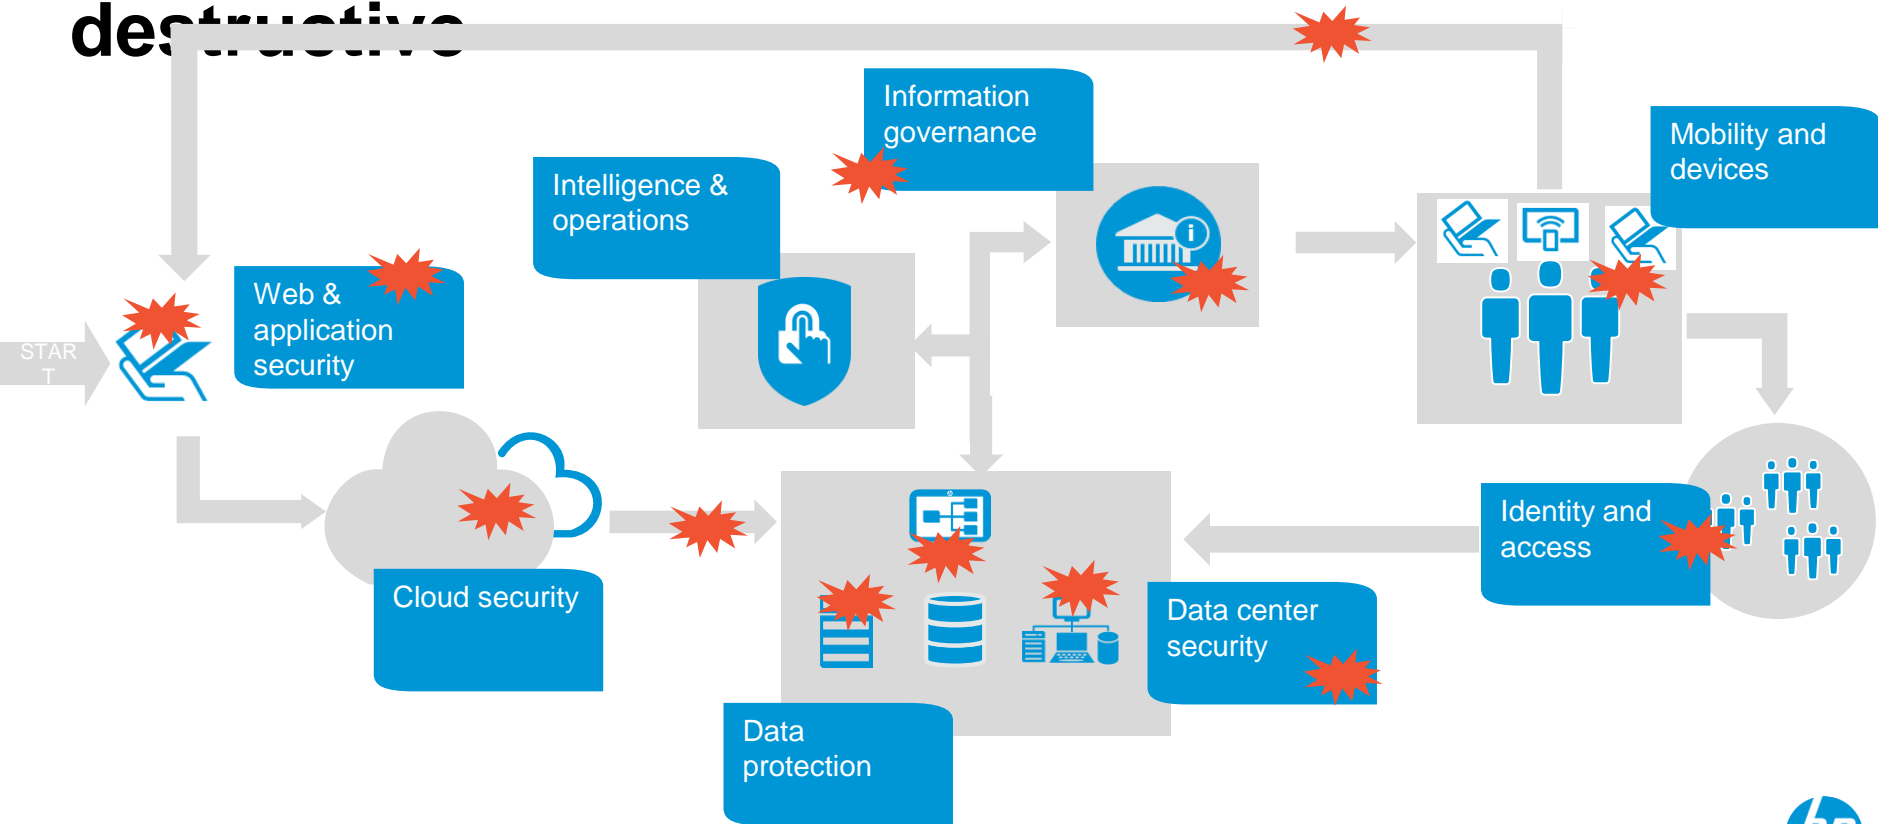 destructive
Information
governance
Mobility and
devices
Intelligence &
operations
Web &
application
security
STAR
T
Identity and
access
Cloud security
Data center
security
Data
protection
hp